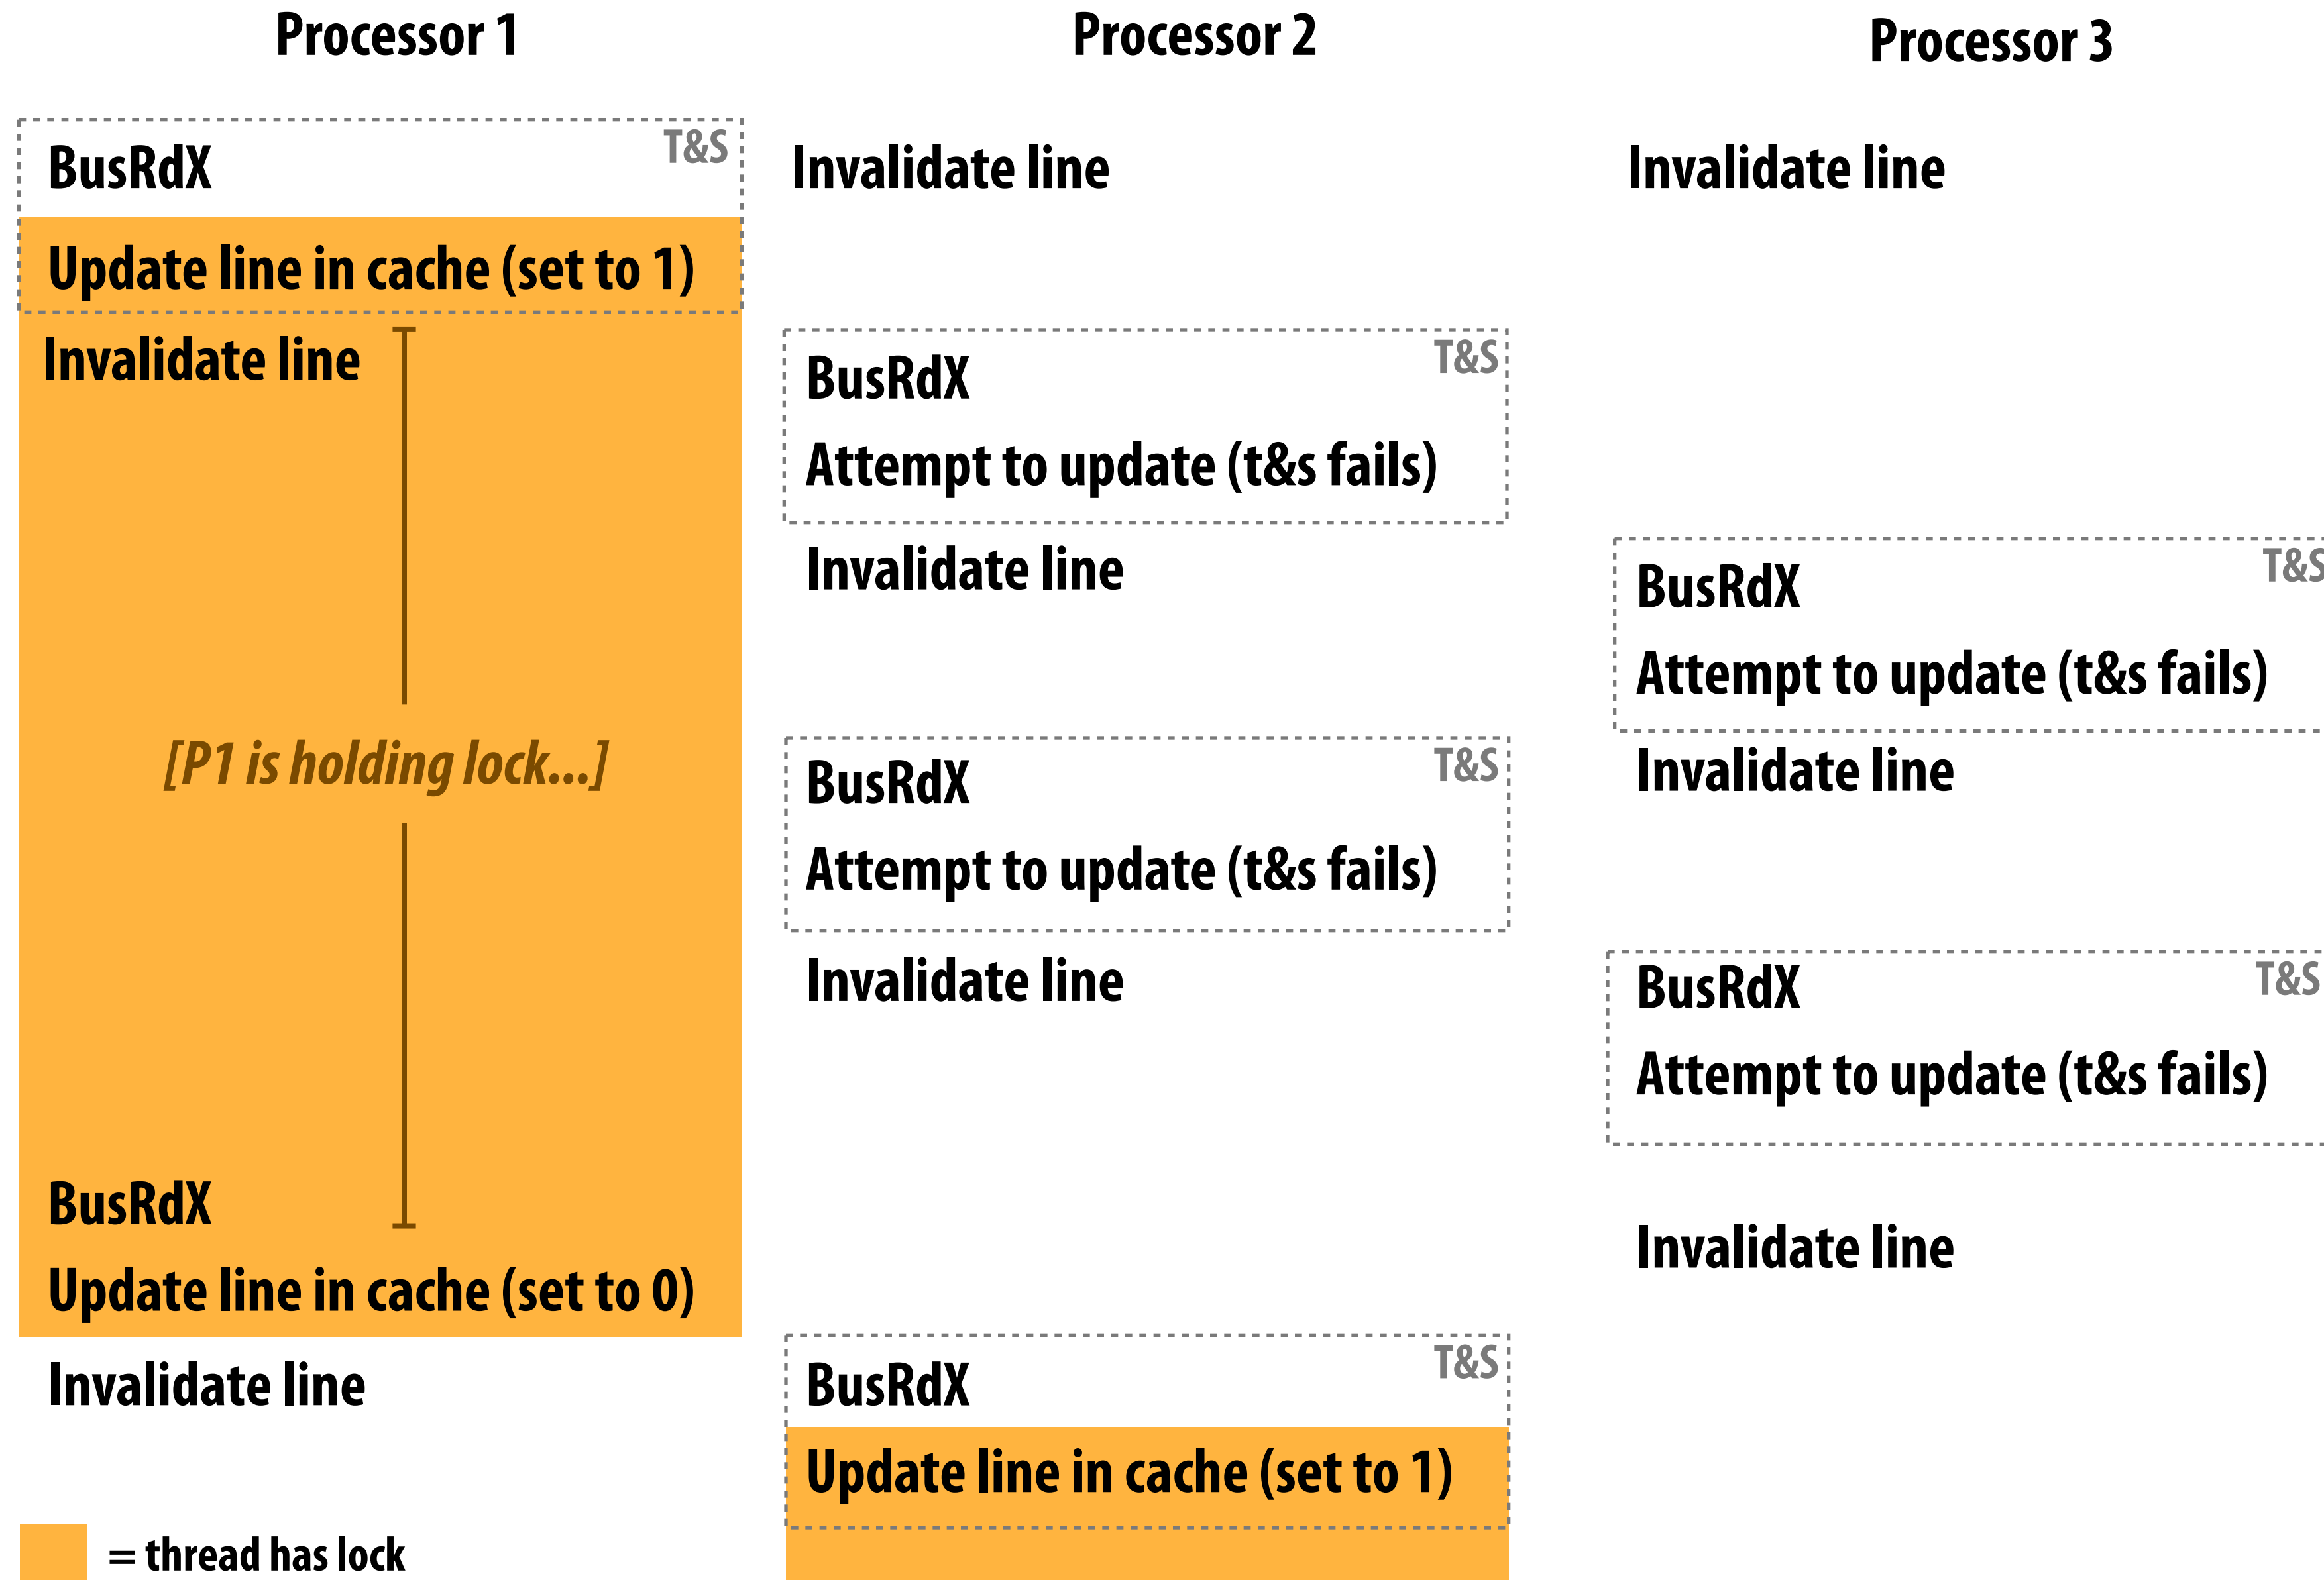 Processor 1
Processor 2
Processor 3
T&S
BusRdX
Invalidate line
Invalidate line
Update line in cache (set to 1)
Invalidate line
T&S
BusRdX
Attempt to update (t&s fails)
Invalidate line
T&S
BusRdX
Attempt to update (t&s fails)
[P1 is holding lock...]
T&S
BusRdX
Invalidate line
Attempt to update (t&s fails)
Invalidate line
T&S
BusRdX
Attempt to update (t&s fails)
BusRdX
Invalidate line
Update line in cache (set to 0)
Invalidate line
T&S
BusRdX
Update line in cache (set to 1)
= thread has lock